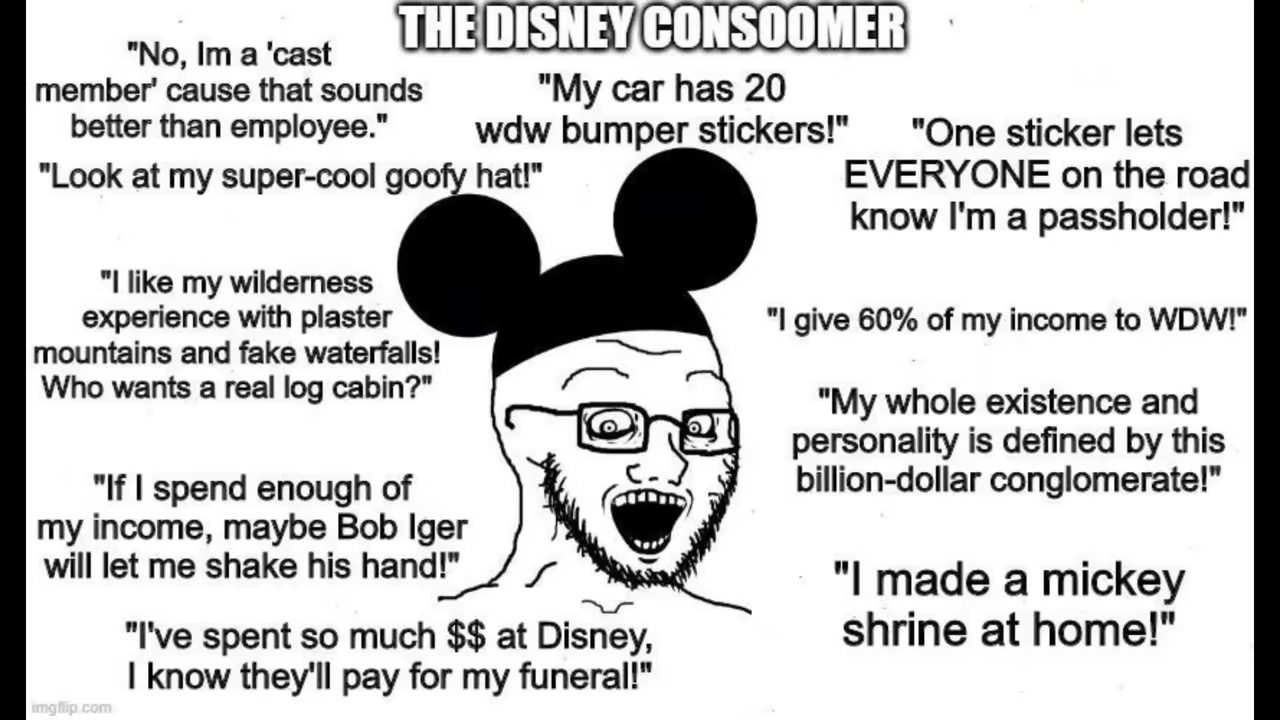 THE DISNEY CONSOOMER
"No, Im a 'cast
member' cause that sounds
better than employee."
"My car has 20
wdw bumper stickers!"
"One sticker lets
EVERYONE on the road
know I'm a passholder!"
"Look at my super-cool goofy hat!"
"I like my wilderness
experience with plaster
mountains and fake waterfalls!
Who wants a real log cabin?"
"I give 60% of my income to WDW!"
"My whole existence and
personality is defined by this
billion-dollar conglomerate!"
"If I spend enough of
my income, maybe Bob Iger
will let me shake his hand!"
"I made a mickey
shrine at home!"
"I've spent so much $$ at Disney,
I know they'll pay for my funeral!"
imgflip.com